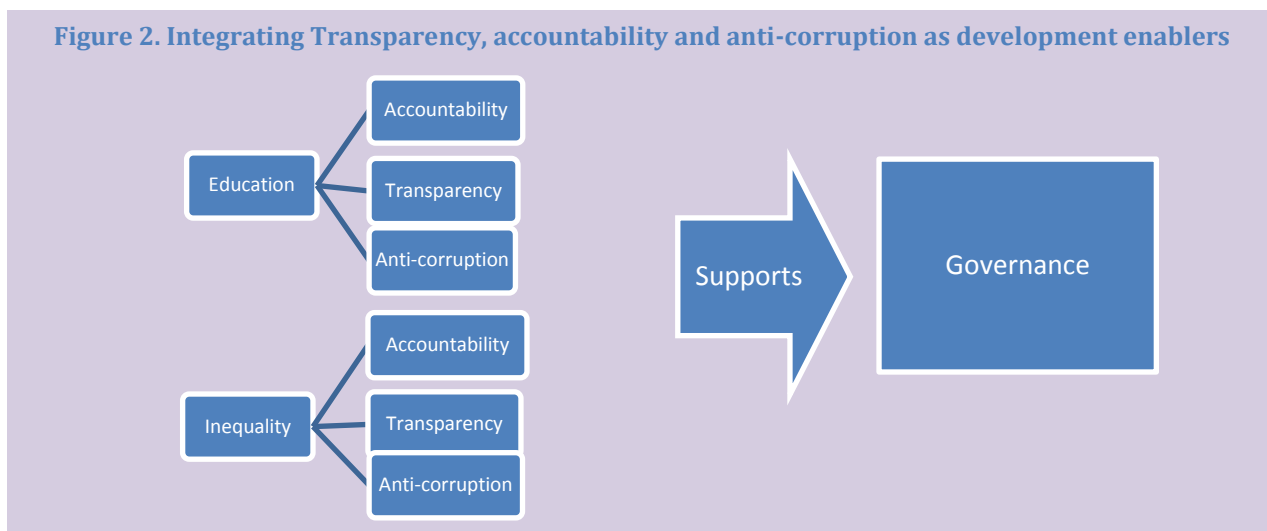 Figure 2. Integrating Transparency, accountability and anti-corruption as development enablers
Accountability
Education
Transparency
Anti-corruption
Accountability
Inequality
Transparency
Anti-corruption
Supports
Governance